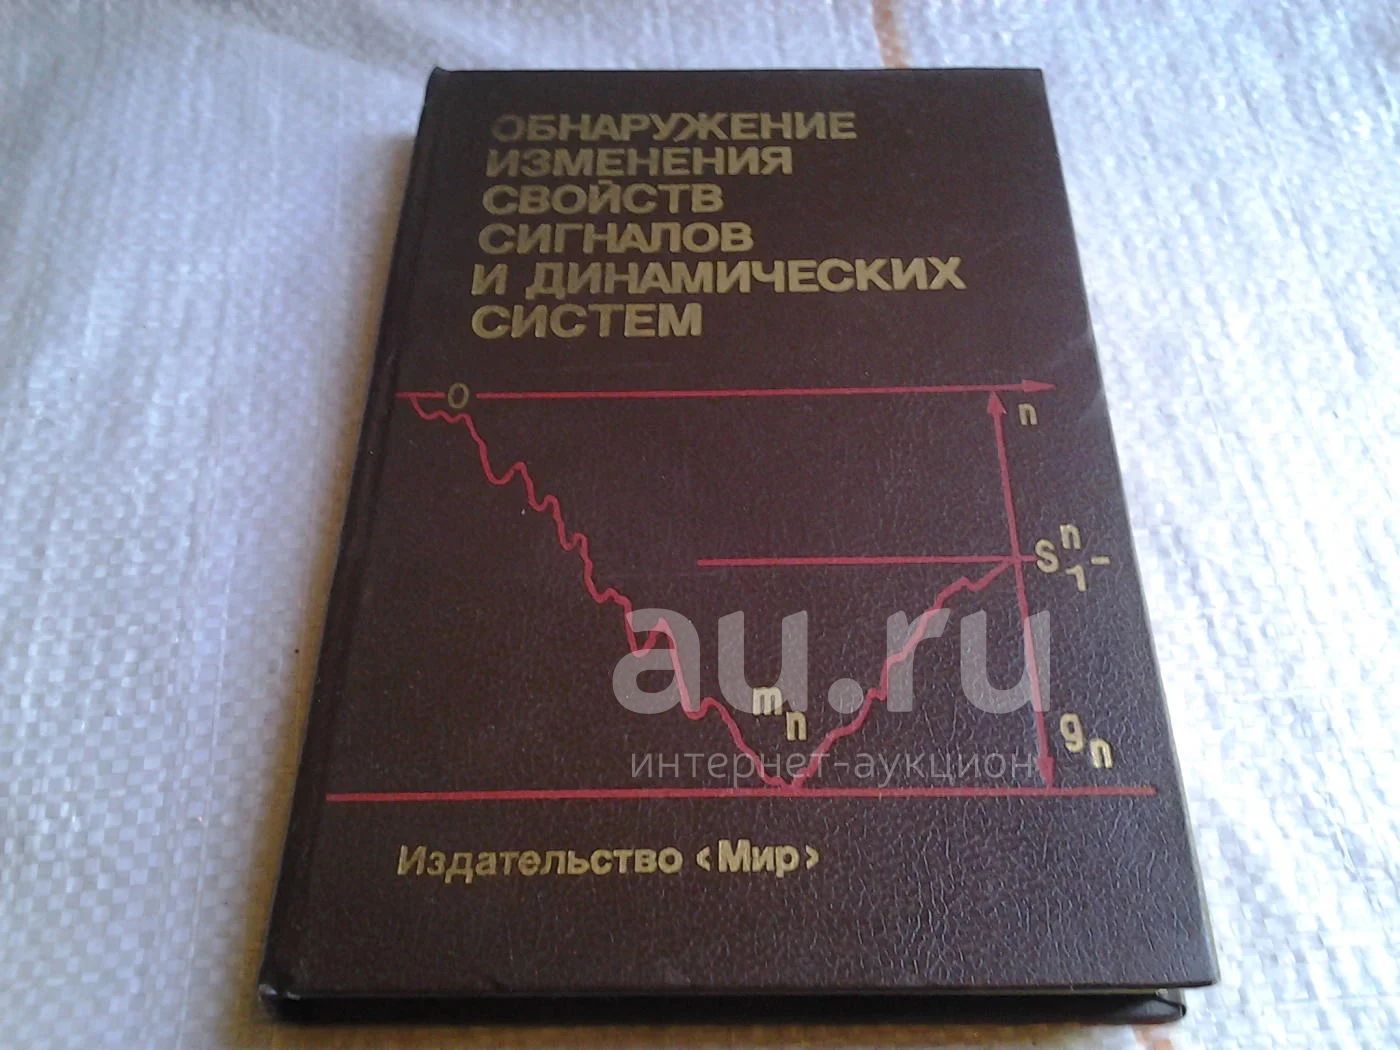 ОБНАРУЖЕНИЕ
ИЗМЕНЕНИЯ
СВОЙСТВ
СИГНАЛОВ
И ДИНАМИЧЕСКИХ
СИСТЕМ
0
n
S n 1 -
au.ru
m n
g n
интернет-аукцион
Издательство «Мир»